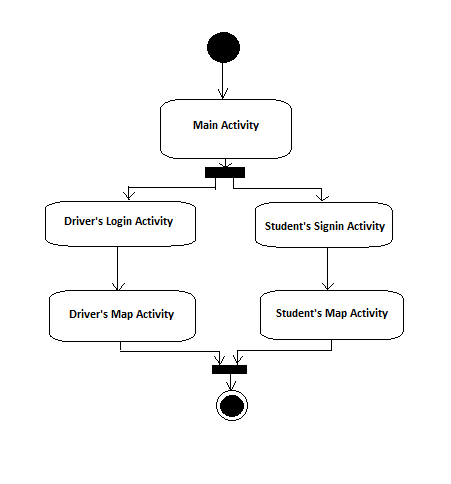 Main Activity
Driver's Login Activity
Student's Signin Activity
Driver's Map Activity
Student's Map Activity